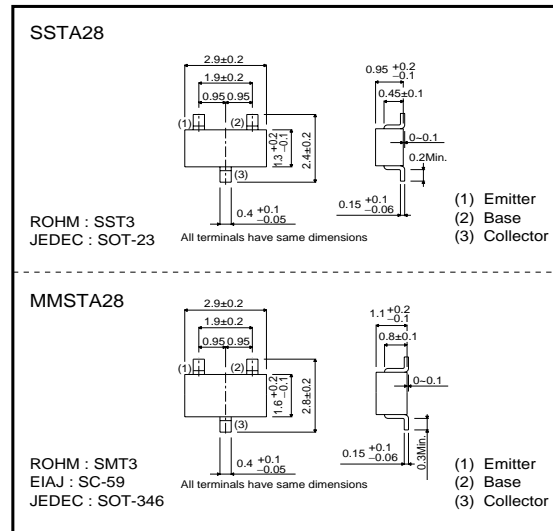 SSTA28
2.9±0.2
1.9±0.2
0.95 0.95
(1) (2)
(3)
1.3 +0.2 −0.1
2.4±0.2
0.4 +0.1 −0.05
0.95 +0.2 −0.1
0.45±0.1
0~0.1
0.2Min.
0.15 +0.1 −0.06
ROHM : SST3
JEDEC : SOT-23
All terminals have same dimensions
(1) Emitter
(2) Base
(3) Collector
MMSTA28
2.9±0.2
1.9±0.2
0.95 0.95
(1) (2)
(3)
1.6 +0.2 −0.1
2.8±0.2
0.4 +0.1 −0.05
1.1 +0.2 −0.1
0.8±0.1
0~0.1
0.15 +0.1 −0.06
0.3Min.
ROHM : SMT3
EIAJ : SC-59
JEDEC : SOT-346
All terminals have same dimensions
(1) Emitter
(2) Base
(3) Collector